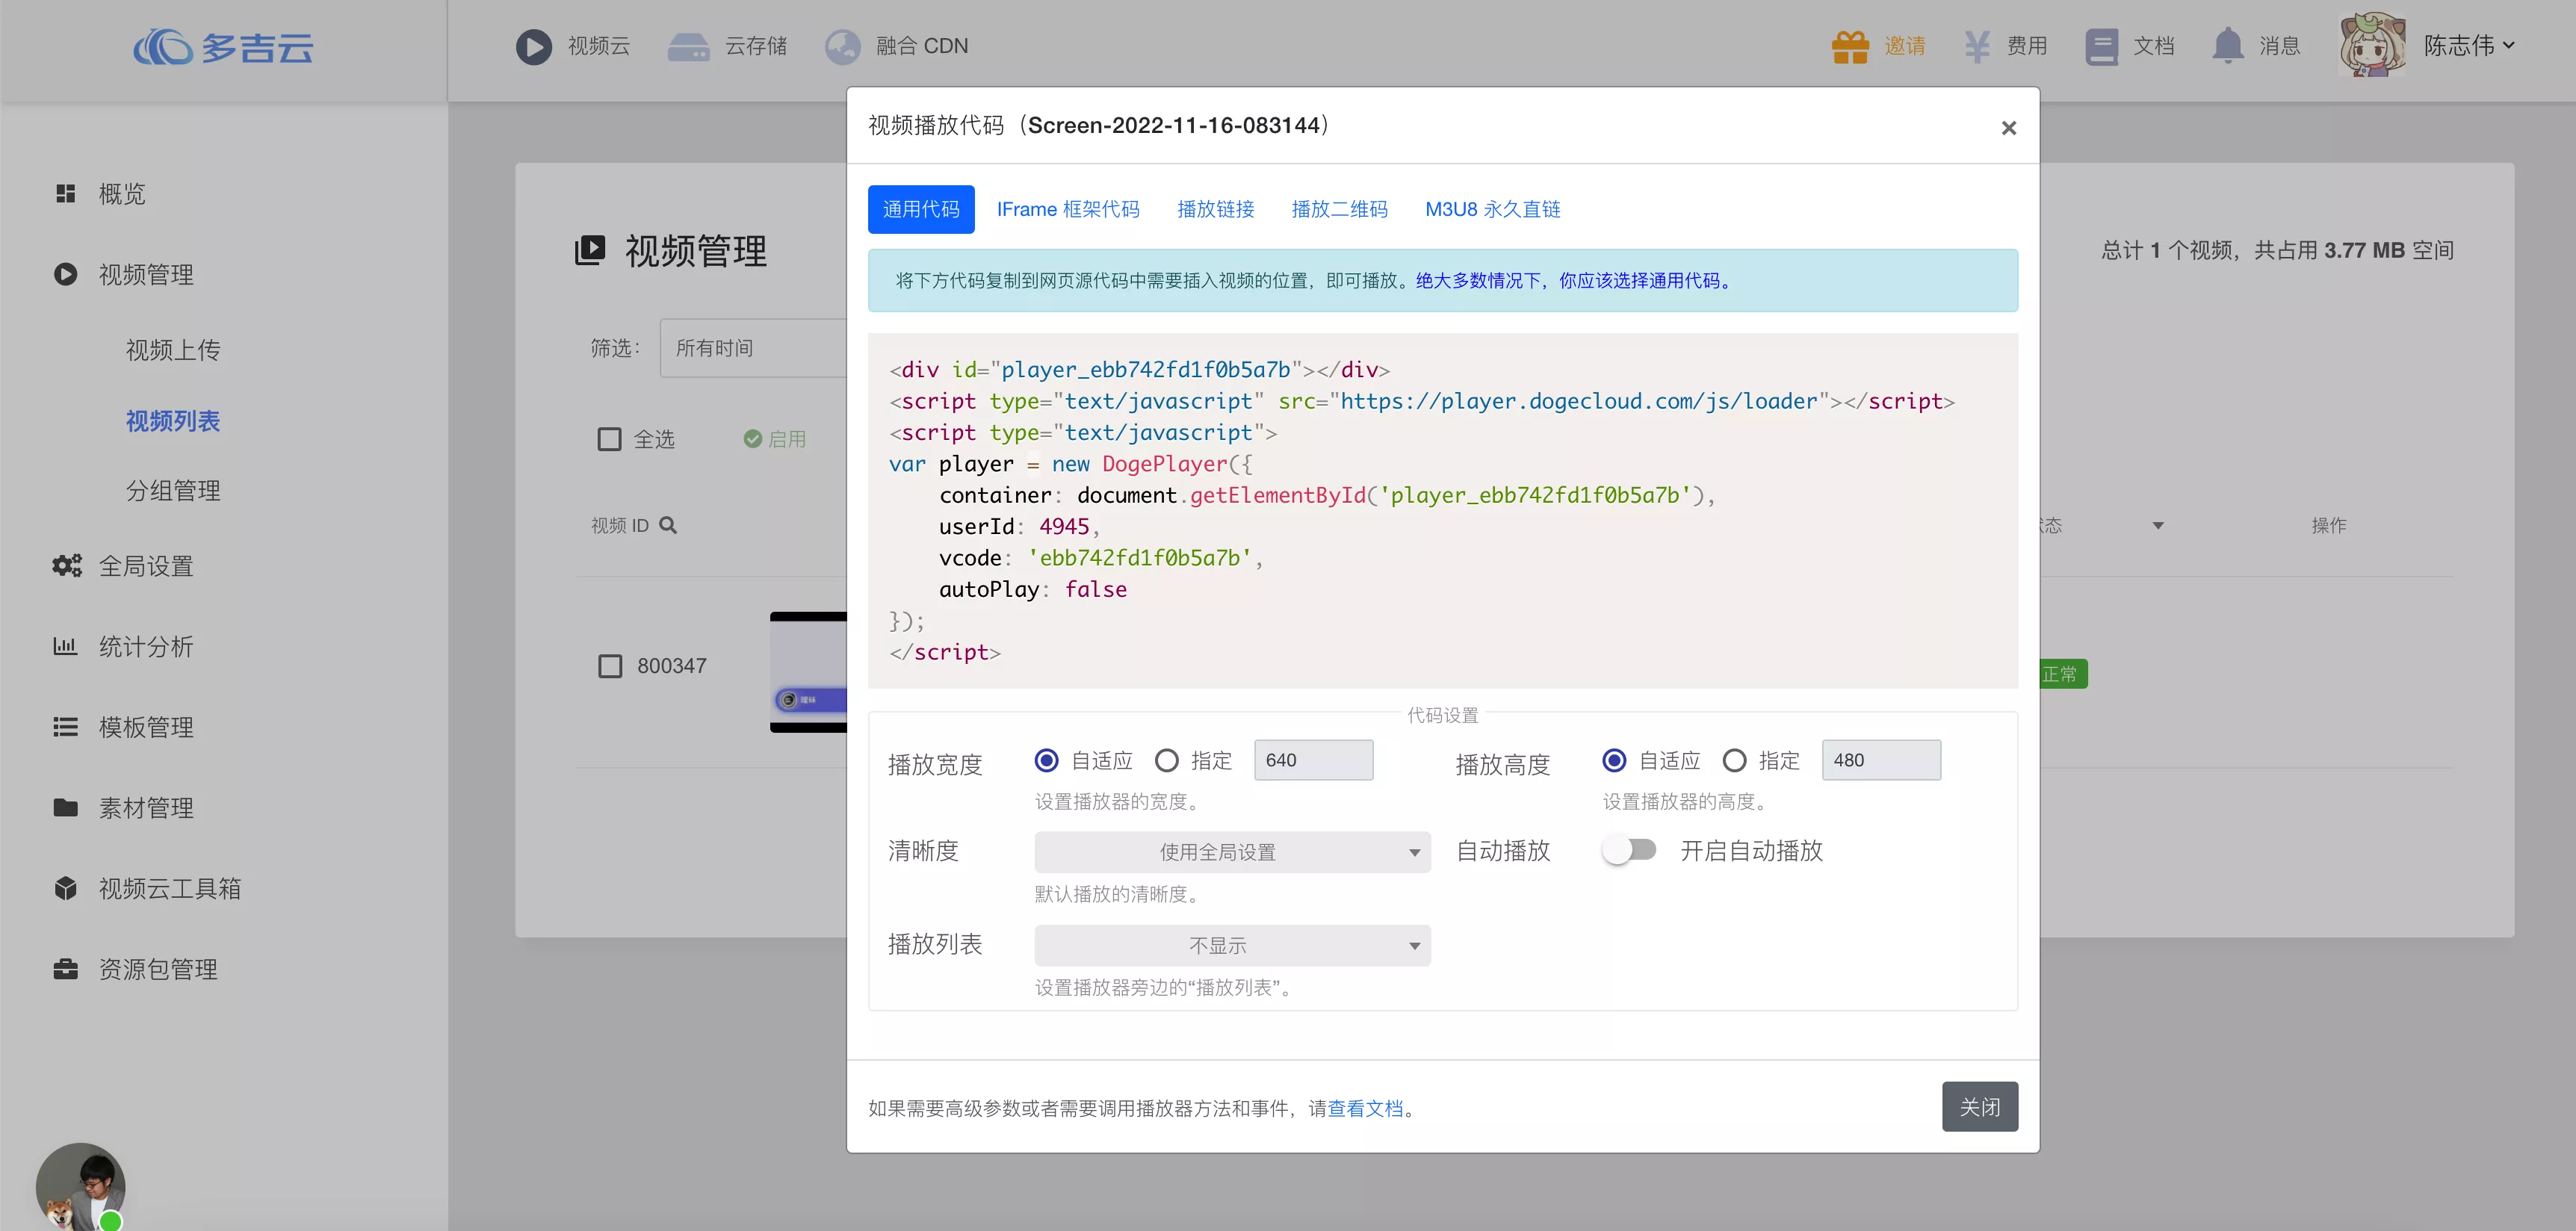 多吉云
视频云
云存储
融合 CDN
邀请
费用
文档
消息
陈志伟
概览
视频管理
视频上传
视频列表
分组管理
全局设置
统计分析
模板管理
素材管理
视频云工具箱
资源包管理
视频管理
总计 1 个视频，共占用 3.77 MB 空间
筛选：
所有时间
全选
启用
视频 ID
操作
800347
正常
视频播放代码（Screen-2022-11-16-083144）
×
通用代码
IFrame 框架代码
播放链接
播放二维码
M3U8 永久直链
将下方代码复制到网页源代码中需要插入视频的位置，即可播放。绝大多数情况下，你应该选择通用代码。
<div id="player_ebb742fd1f0b5a7b"></div>
<script type="text/javascript" src="https://player.dogecloud.com/js/loader"></script>
<script type="text/javascript">
var player = new DogePlayer({
    container: document.getElementById('player_ebb742fd1f0b5a7b'),
    userId: 4945,
    vcode: 'ebb742fd1f0b5a7b',
    autoPlay: false
});
</script>
代码设置
播放宽度
自适应
指定
640
设置播放器的宽度。
播放高度
自适应
指定
480
设置播放器的高度。
清晰度
使用全局设置
默认播放的清晰度。
自动播放
开启自动播放
播放列表
不显示
设置播放器旁边的“播放列表”。
如果需要高级参数或者需要调用播放器方法和事件，请查看文档。
关闭